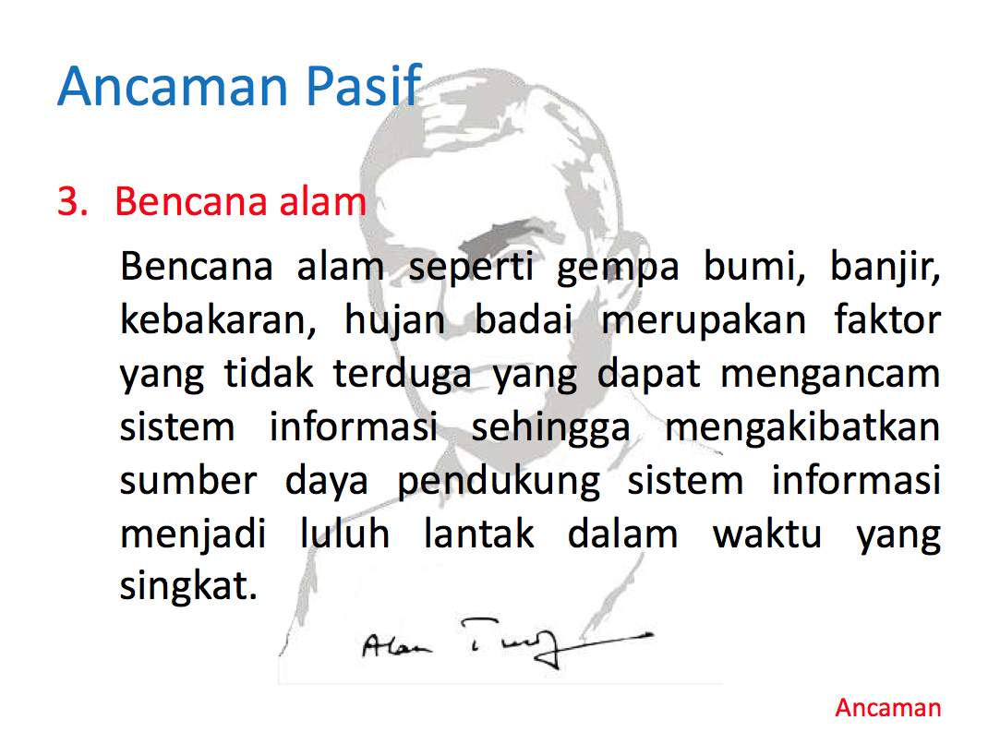 Ancaman Pasif
3. Bencana alam
Bencana alam seperti gempa bumi, banjir,
kebakaran, hujan badai merupakan faktor
yang tidak terduga yang dapat mengancam
sistem informasi sehingga mengakibatkan
sumber daya pendukung sistem informasi
menjadi luluh lantak dalam waktu yang
singkat.
Alan Turing
Ancaman